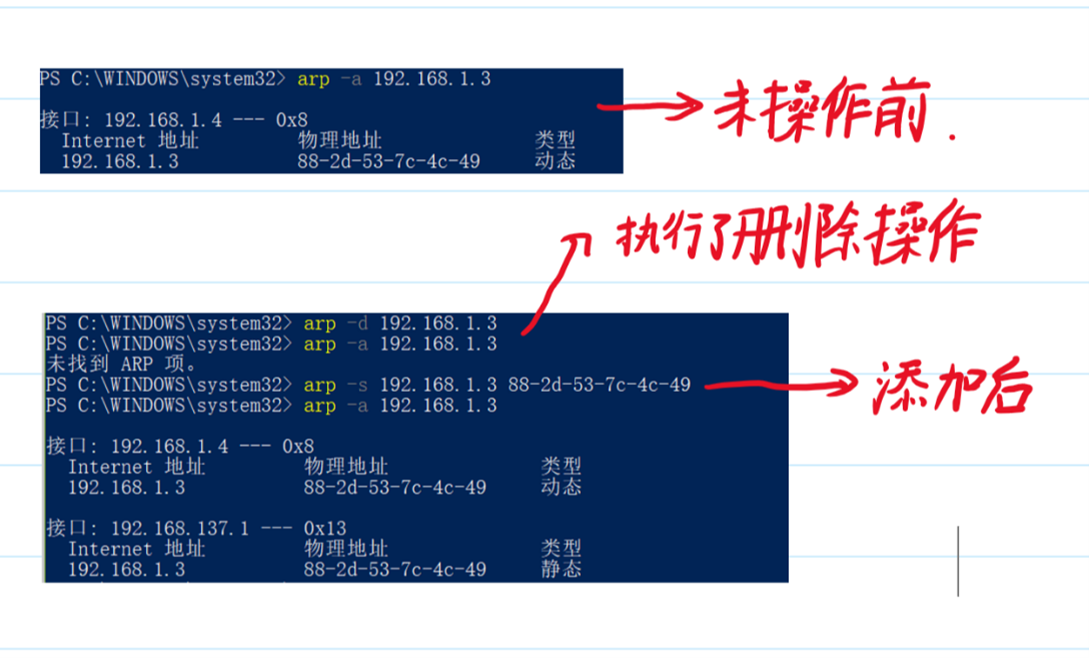 PS C:\WINDOWS\system32> arp -a 192.168.1.3
未操作前.
接口: 192.168.1.4 --- 0x8
Internet 地址 物理地址 类型
192.168.1.3 88-2d-53-7c-4c-49 动态
执行了删除操作
PS C:\WINDOWS\system32> arp -d 192.168.1.3
PS C:\WINDOWS\system32> arp -a 192.168.1.3
未找到 ARP 项。
PS C:\WINDOWS\system32> arp -s 192.168.1.3 88-2d-53-7c-4c-49
添加后
PS C:\WINDOWS\system32> arp -a 192.168.1.3
接口: 192.168.1.4 --- 0x8
Internet 地址 物理地址 类型
192.168.1.3 88-2d-53-7c-4c-49 动态
接口: 192.168.137.1 --- 0x13
Internet 地址 物理地址 类型
192.168.1.3 88-2d-53-7c-4c-49 静态